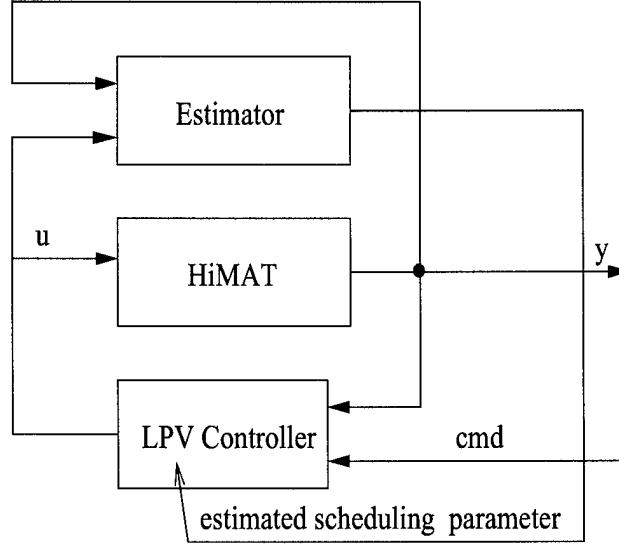 Estimator
u
HiMAT
y
LPV Controller
cmd
estimated scheduling parameter